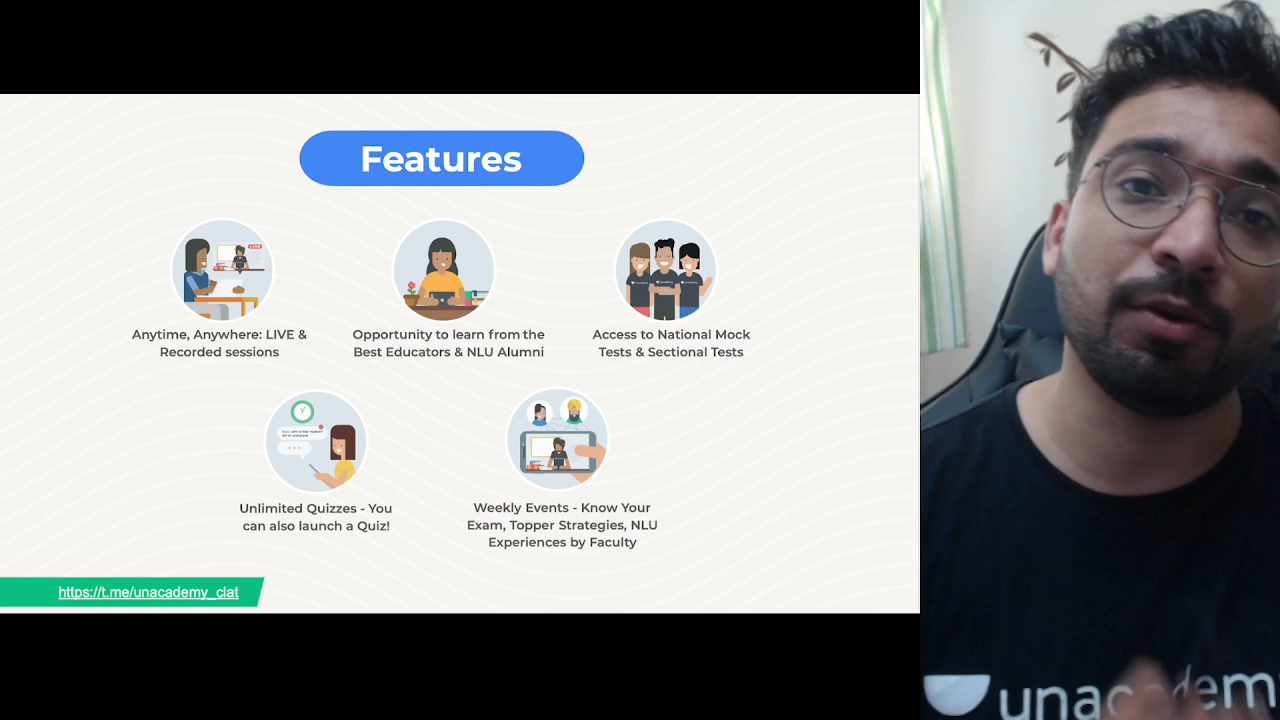 Features
Anytime, Anywhere: LIVE &
Recorded sessions
Opportunity to learn from the
Best Educators & NLU Alumni
Access to National Mock
Tests & Sectional Tests
Unlimited Quizzes - You
can also launch a Quiz!
Weekly Events - Know Your
Exam, Topper Strategies, NLU
Experiences by Faculty
https://t.me/unacademy_clat
unacademy